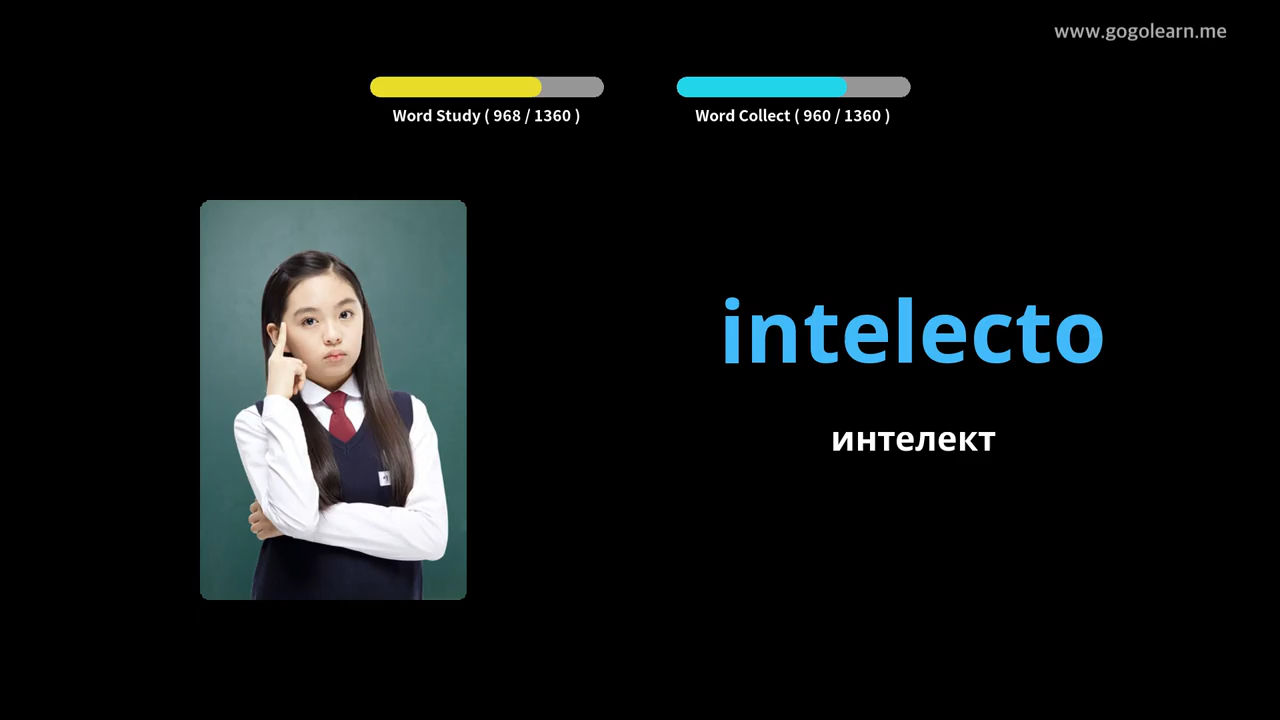 www.gogolearn.me
Word Study ( 968 / 1360 )
Word Collect ( 960 / 1360 )
intelecto
интелект